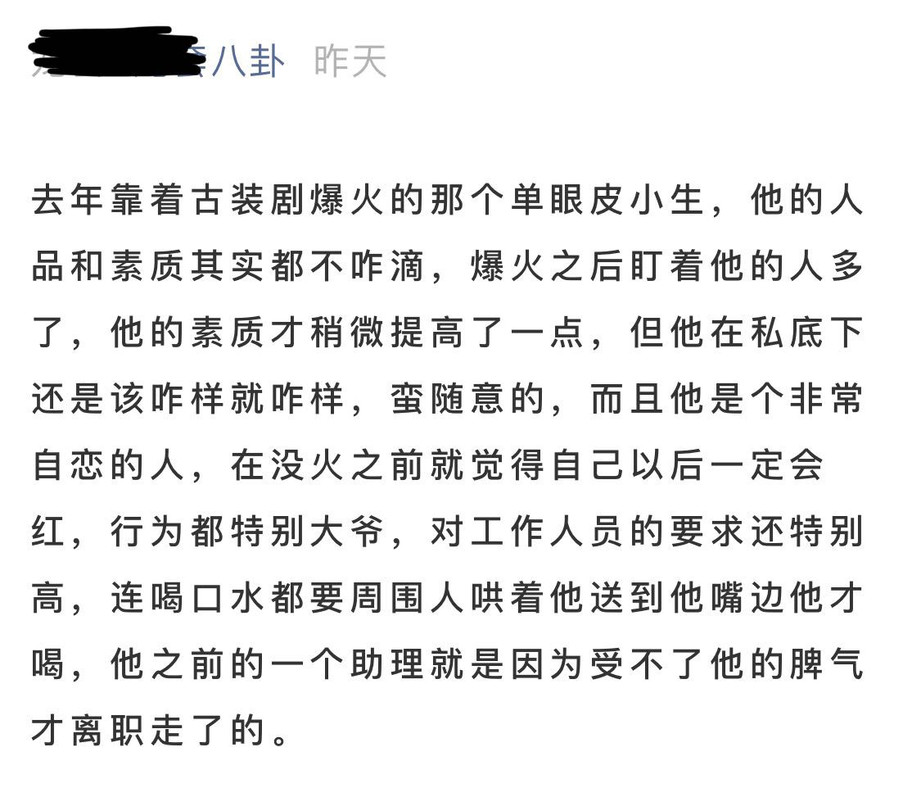 八卦 昨天
去年靠着古装剧爆火的那个单眼皮小生，他的人
品和素质其实都不咋滴，爆火之后盯着他的人多
了，他的素质才稍微提高了一点，但他在私底下
还是该咋样就咋样，蛮随意的，而且他是个非常
自恋的人，在没火之前就觉得自己以后一定会
红，行为都特别大爷，对工作人员的要求还特别
高，连喝口水都要周围人哄着他送到他嘴边他才
喝，他之前的一个助理就是因为受不了他的脾气
才离职走了的。